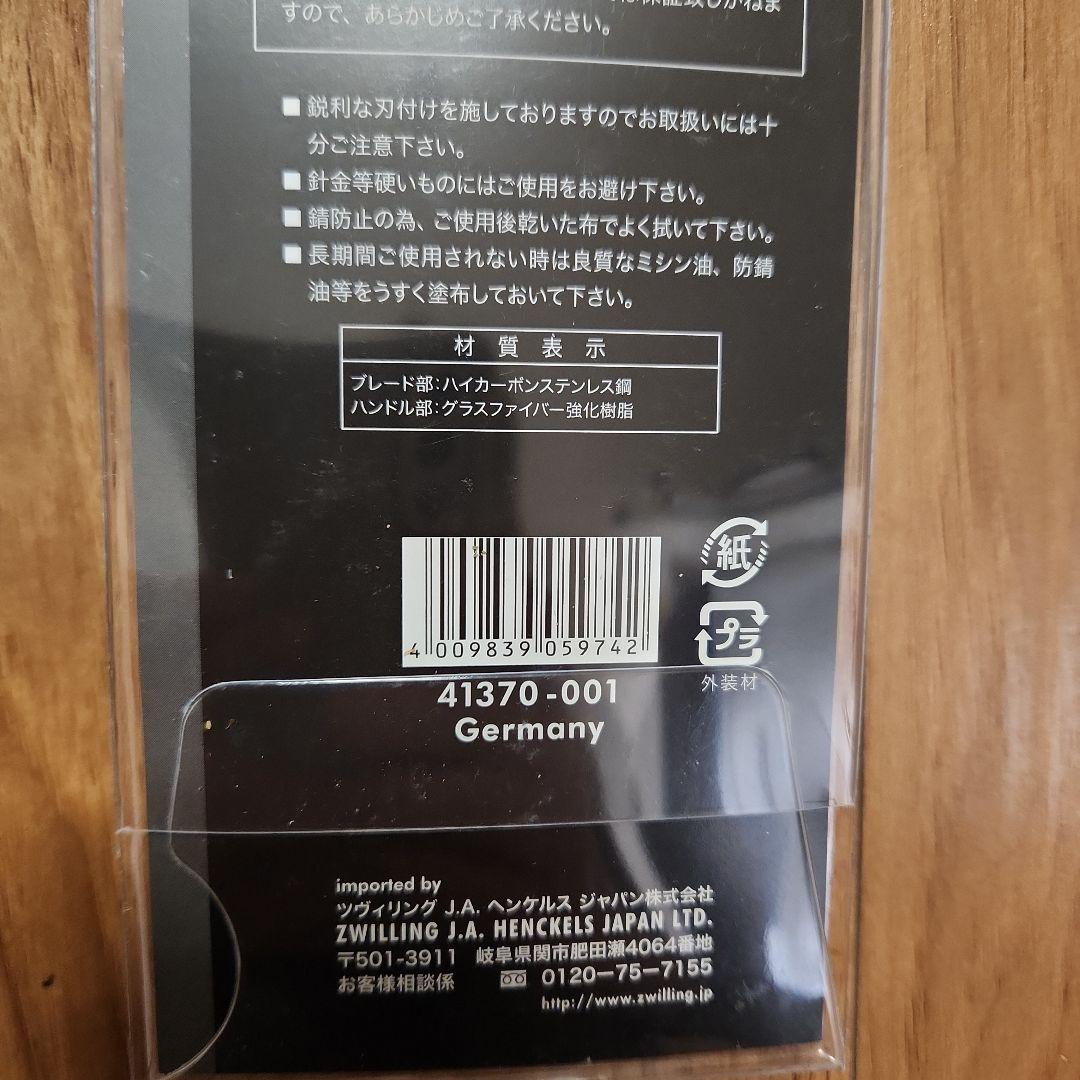 は保証致しかねま
すので、あらかじめご了承ください。
■ 鋭利な刃付けを施しておりますのでお取扱いには十
分ご注意下さい。
■ 針金等硬いものにはご使用をお避け下さい。
■ 錆防止の為、ご使用後乾いた布でよく拭いて下さい。
■ 長期間ご使用されない時は良質なミシン油、防錆
油等をうすく塗布しておいて下さい。
材質表示
ブレード部:ハイカーボンステンレス鋼
ハンドル部:グラスファイバー強化樹脂
紙
プラ
外装材
4 009839 059742
41370-001
Germany
imported by
ツヴィリング J.A. ヘンケルス ジャパン株式会社
ZWILLING J.A. HENCKELS JAPAN LTD.
〒501-3911 岐阜県関市肥田瀬4064番地
お客様相談係 0120-75-7155
http://www.zwilling.jp